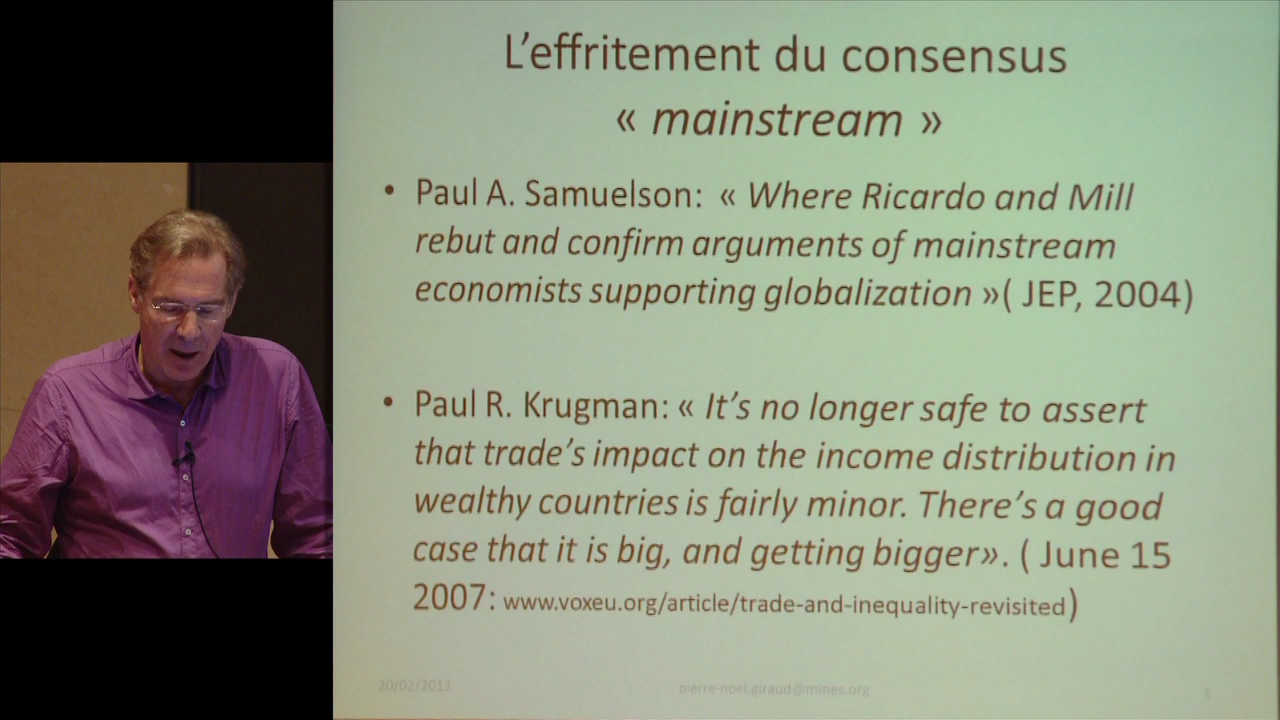 L'effritement du consensus
« mainstream »
• Paul A. Samuelson: « Where Ricardo and Mill
rebut and confirm arguments of mainstream
economists supporting globalization »( JEP, 2004)
• Paul R. Krugman: « It's no longer safe to assert
that trade's impact on the income distribution in
wealthy countries is fairly minor. There's a good
case that it is big, and getting bigger». ( June 15
2007: www.voxeu.org/article/trade-and-inequality-revisited)
20/02/2013 pierre-noel.giraud@mines.org 3